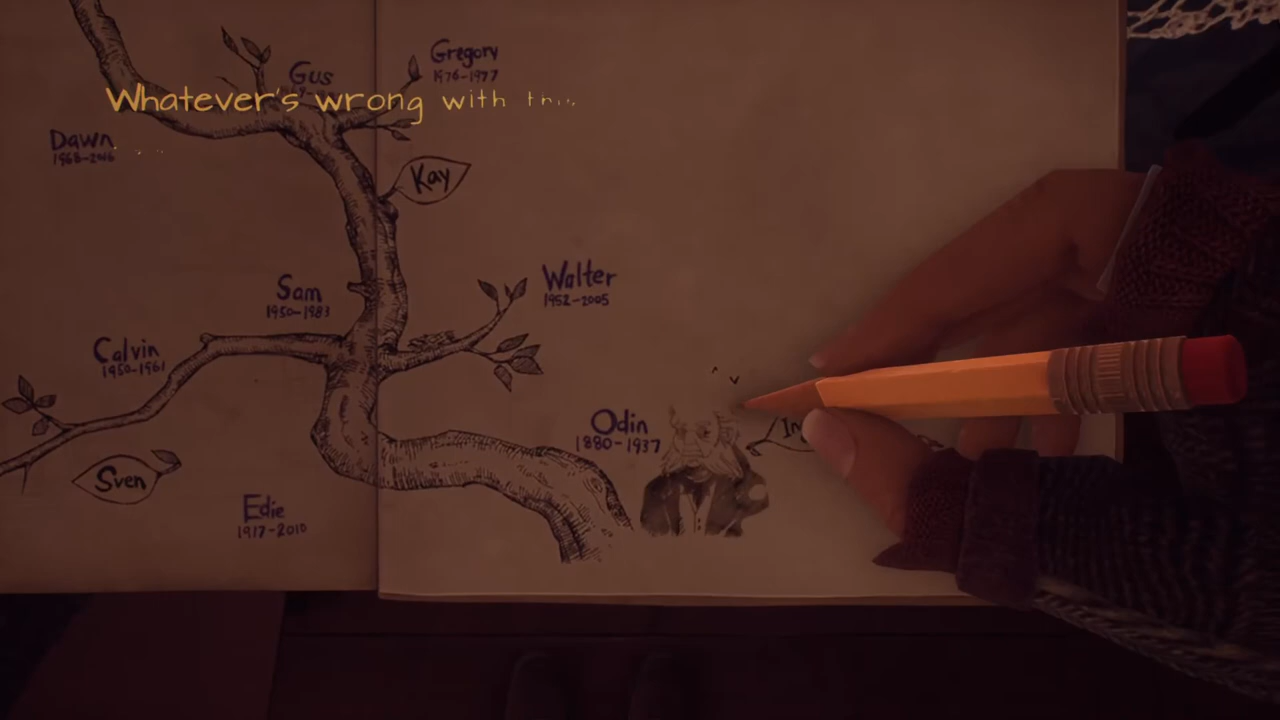 Gregory
1976-1977
Gus
Whatever's wrong with
Dawn
1968-2016
Kay
Walter
1952-2005
Sam
1950-1983
Calvin
1950-1961
Odin
1880-1937
Sven
Edie
1917-2010